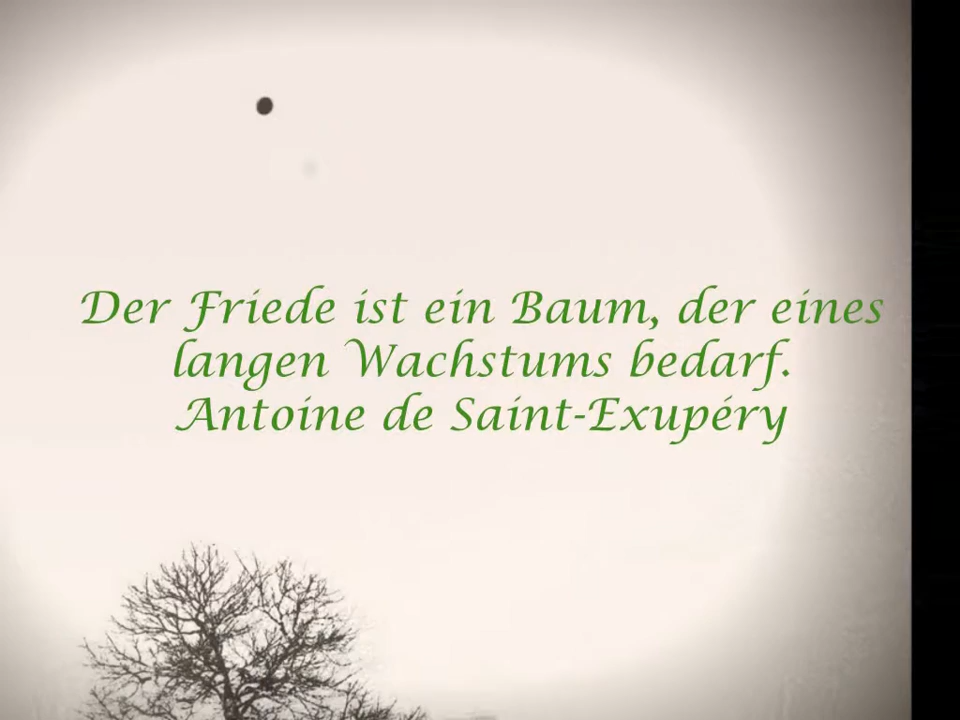 Der Friede ist ein Baum, der eines
langen Wachstums bedarf.
Antoine de Saint-Exupéry